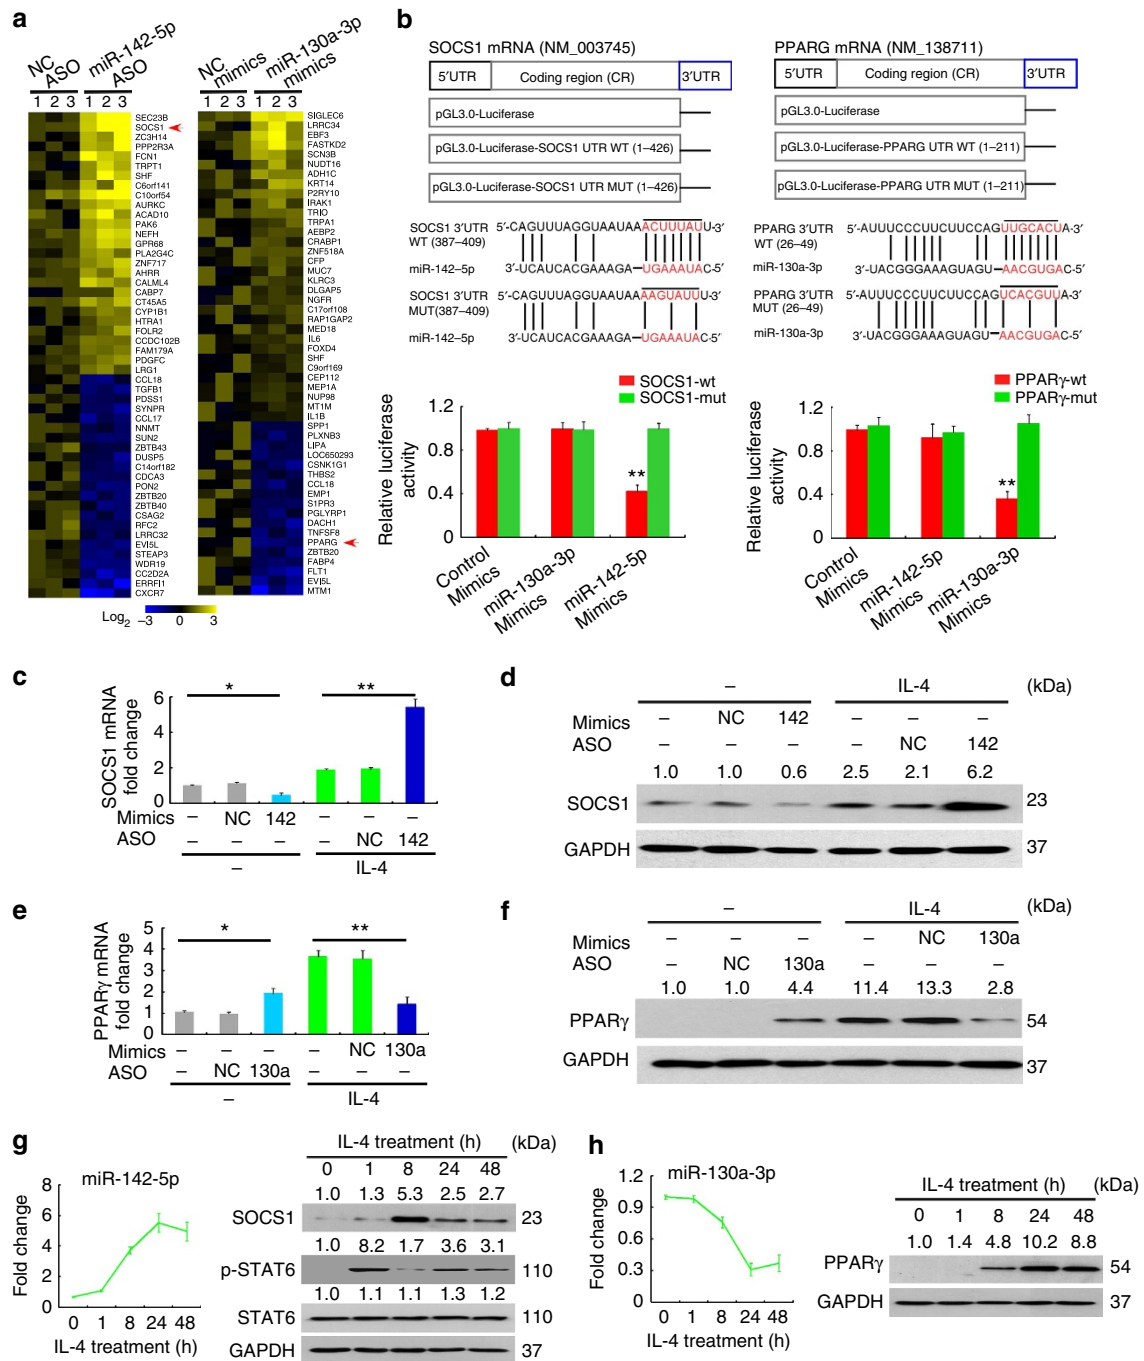 a
NC ASO
miR-142-5p ASO
1 2 3 1 2 3
SEC23B
SOCS1
ZC3H14
PPP2R3A
FCN1
TRPT1
SHF
C6orf141
C10orf54
AURKC
ACAD10
PAK6
NEFH
GPR68
PLA2G4C
ZNF717
AHRR
CALML4
CABP7
CT45A5
CYP1B1
HTRA1
FOLR2
CCDC102B
FAM179A
PDGFC
LRG1
CCL18
TGFB1
PDSS1
SYNPR
CCL17
NNMT
SUN2
ZBTB43
DUSP5
C14orf182
CDCA3
PON2
ZBTB20
ZBTB40
CSAG2
RFC2
LRRC32
EVI5L
STEAP3
WDR19
CC2D2A
ERRFI1
CXCR7
NC mimics
miR-130a-3p mimics
1 2 3 1 2 3
SIGLEC6
LRRC34
EBF3
FASTKD2
SCN3B
NUDT16
ADH1C
KRT14
P2RY10
IRAK1
TRIO
TRPA1
AEBP2
CRABP1
ZNF518A
CFP
MUC7
KLRC3
DLGAP5
NGFR
C17orf108
RAP1GAP2
MED18
IL6
FOXD4
SHF
C9orf169
CEP112
MEP1A
NUP98
MT1M
IL1B
SPP1
PLXNB3
LIPA
LOC650293
CSNK1G1
THBS2
CCL18
EMP1
S1PR3
PGLYRP1
DACH1
TNFSF8
PPARG
ZBTB20
FABP4
FLT1
EVI5L
MTM1
Log2 −3 0 3
b
SOCS1 mRNA (NM_003745)
5′UTR Coding region (CR) 3′UTR
pGL3.0-Luciferase
pGL3.0-Luciferase-SOCS1 UTR WT (1–426)
pGL3.0-Luciferase-SOCS1 UTR MUT (1–426)
SOCS1 3′UTR 5′-CAGUUUAGGUAAUAAACUUUAUU-3′
WT (387–409)
miR-142–5p 3′-UCAUCACGAAAGA–UGAAAUAC-5′
SOCS1 3′UTR 5′-CAGUUUAGGUAAUAAAAGUAUUU-3′
MUT(387–409)
miR-142–5p 3′-UCAUCACGAAAGA–UGAAAUAC-5′
PPARG mRNA (NM_138711)
5′UTR Coding region (CR) 3′UTR
pGL3.0-Luciferase
pGL3.0-Luciferase-PPARG UTR WT (1–211)
pGL3.0-Luciferase-PPARG UTR MUT (1–211)
PPARG 3′UTR 5′-AUUUCCCUUCUUCCAGUUGCACUA-3′
WT (26–49)
miR-130a-3p 3′-UACGGGAAAGUAGU–AACGUGAC-5′
PPARG 3′UTR 5′-AUUUCCCUUCUUCCAGUCACGUUA-3′
MUT (26–49)
miR-130a-3p 3′-UACGGGAAAGUAGU–AACGUGAC-5′
SOCS1-wt
SOCS1-mut
Relative luciferase activity
1.2
0.8
0.4
0
**
Control Mimics
miR-130a-3p Mimics
miR-142-5p Mimics
PPARγ-wt
PPARγ-mut
Relative luciferase activity
1.2
0.8
0.4
0
**
Control Mimics
miR-142-5p Mimics
miR-130a-3p Mimics
c
SOCS1 mRNA fold change
6
4
2
0
* **
Mimics – NC 142 – – –
ASO – – – – NC 142
– IL-4
d
– IL-4 (kDa)
Mimics – NC 142 – – –
ASO – – – – NC 142
1.0 1.0 0.6 2.5 2.1 6.2
SOCS1 23
GAPDH 37
e
PPARγ mRNA fold change
5
4
3
2
1
0
* **
Mimics – – – – NC 130a
ASO – NC 130a – – –
– IL-4
f
– IL-4 (kDa)
Mimics – – – – NC 130a
ASO – NC 130a – – –
1.0 1.0 4.4 11.4 13.3 2.8
PPARγ 54
GAPDH 37
g
miR-142-5p
Fold change
8
6
4
2
0
0 1 8 24 48
IL-4 treatment (h)
IL-4 treatment (h) (kDa)
0 1 8 24 48
1.0 1.3 5.3 2.5 2.7
SOCS1 23
1.0 8.2 1.7 3.6 3.1
p-STAT6 110
1.0 1.1 1.1 1.3 1.2
STAT6 110
GAPDH 37
h
miR-130a-3p
Fold change
1.2
0.9
0.6
0.3
0
0 1 8 24 48
IL-4 treatment (h)
IL-4 treatment (h) (kDa)
0 1 8 24 48
1.0 1.4 4.8 10.2 8.8
PPARγ 54
GAPDH 37